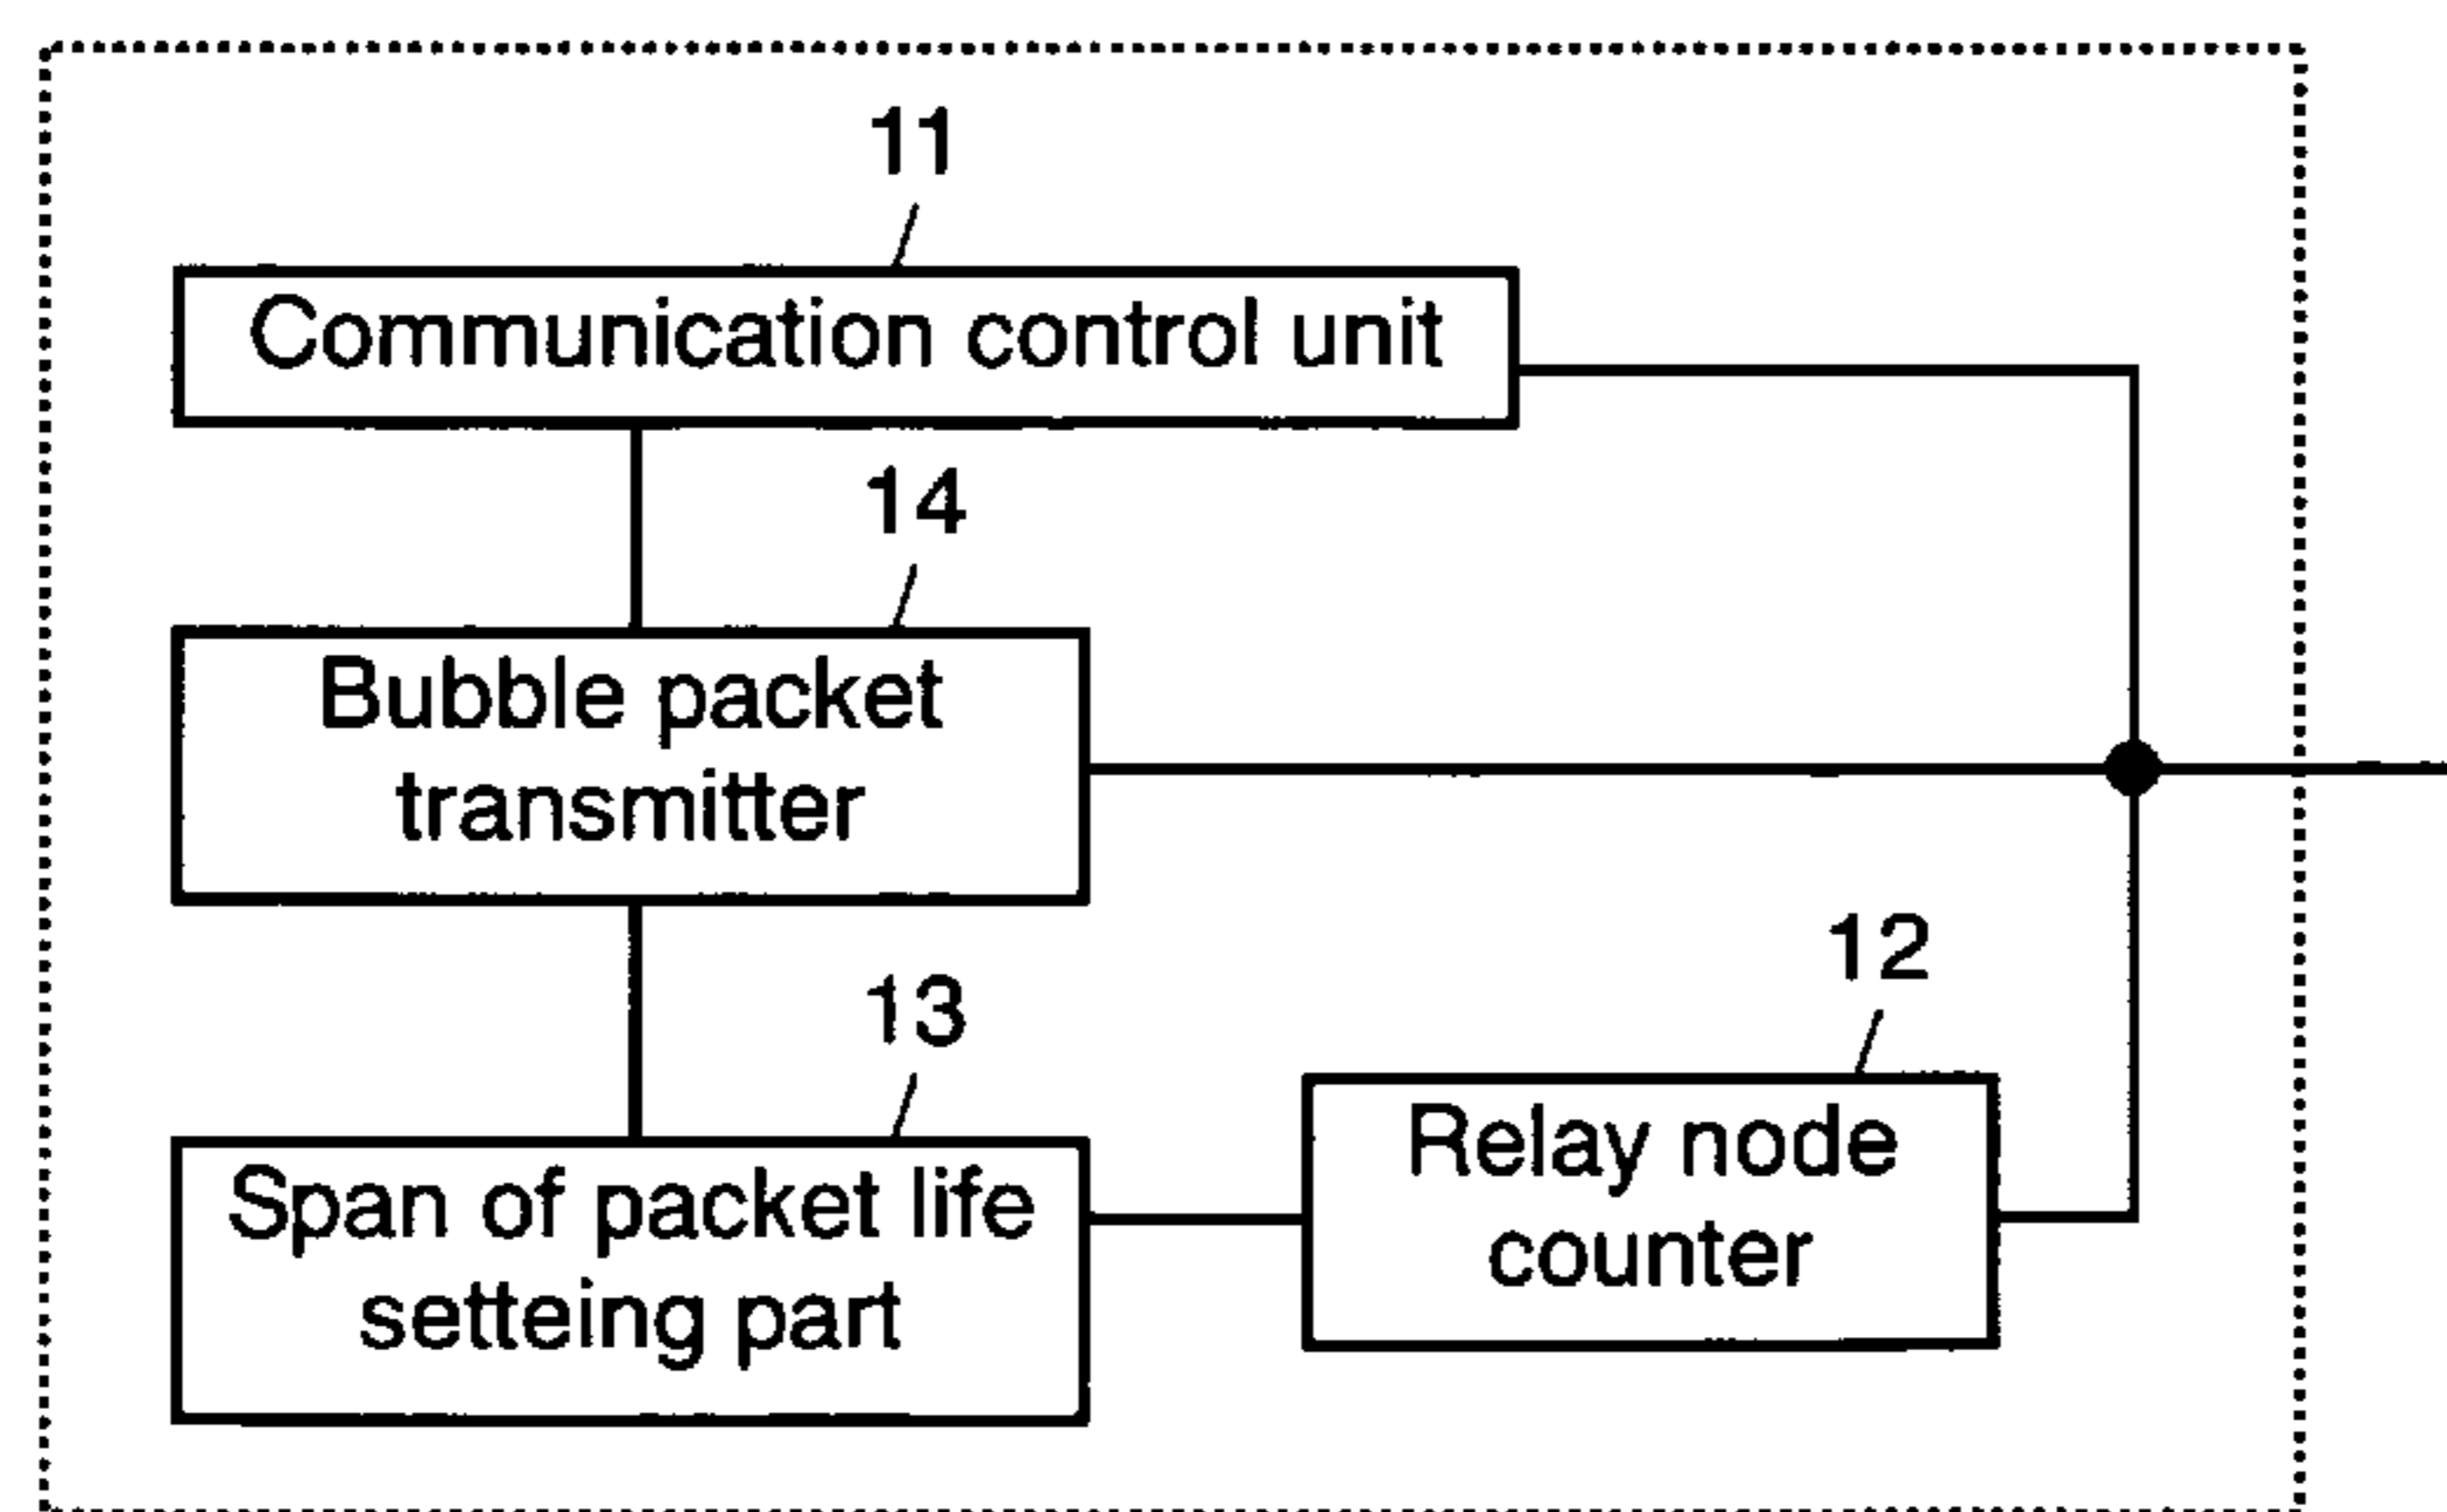 11
Communication control unit
14
Bubble packet
transmitter
13
Span of packet life
setteing part
12
Relay node
counter